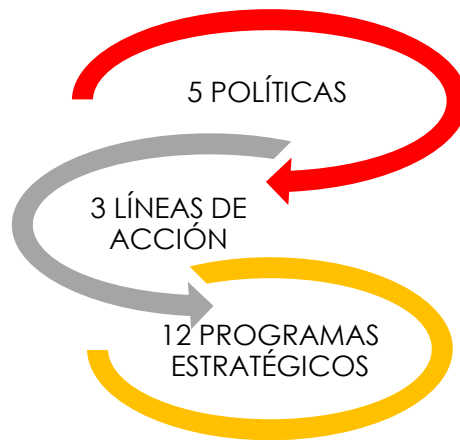 5 POLÍTICAS
3 LÍNEAS DE
ACCIÓN
12 PROGRAMAS
ESTRATÉGICOS